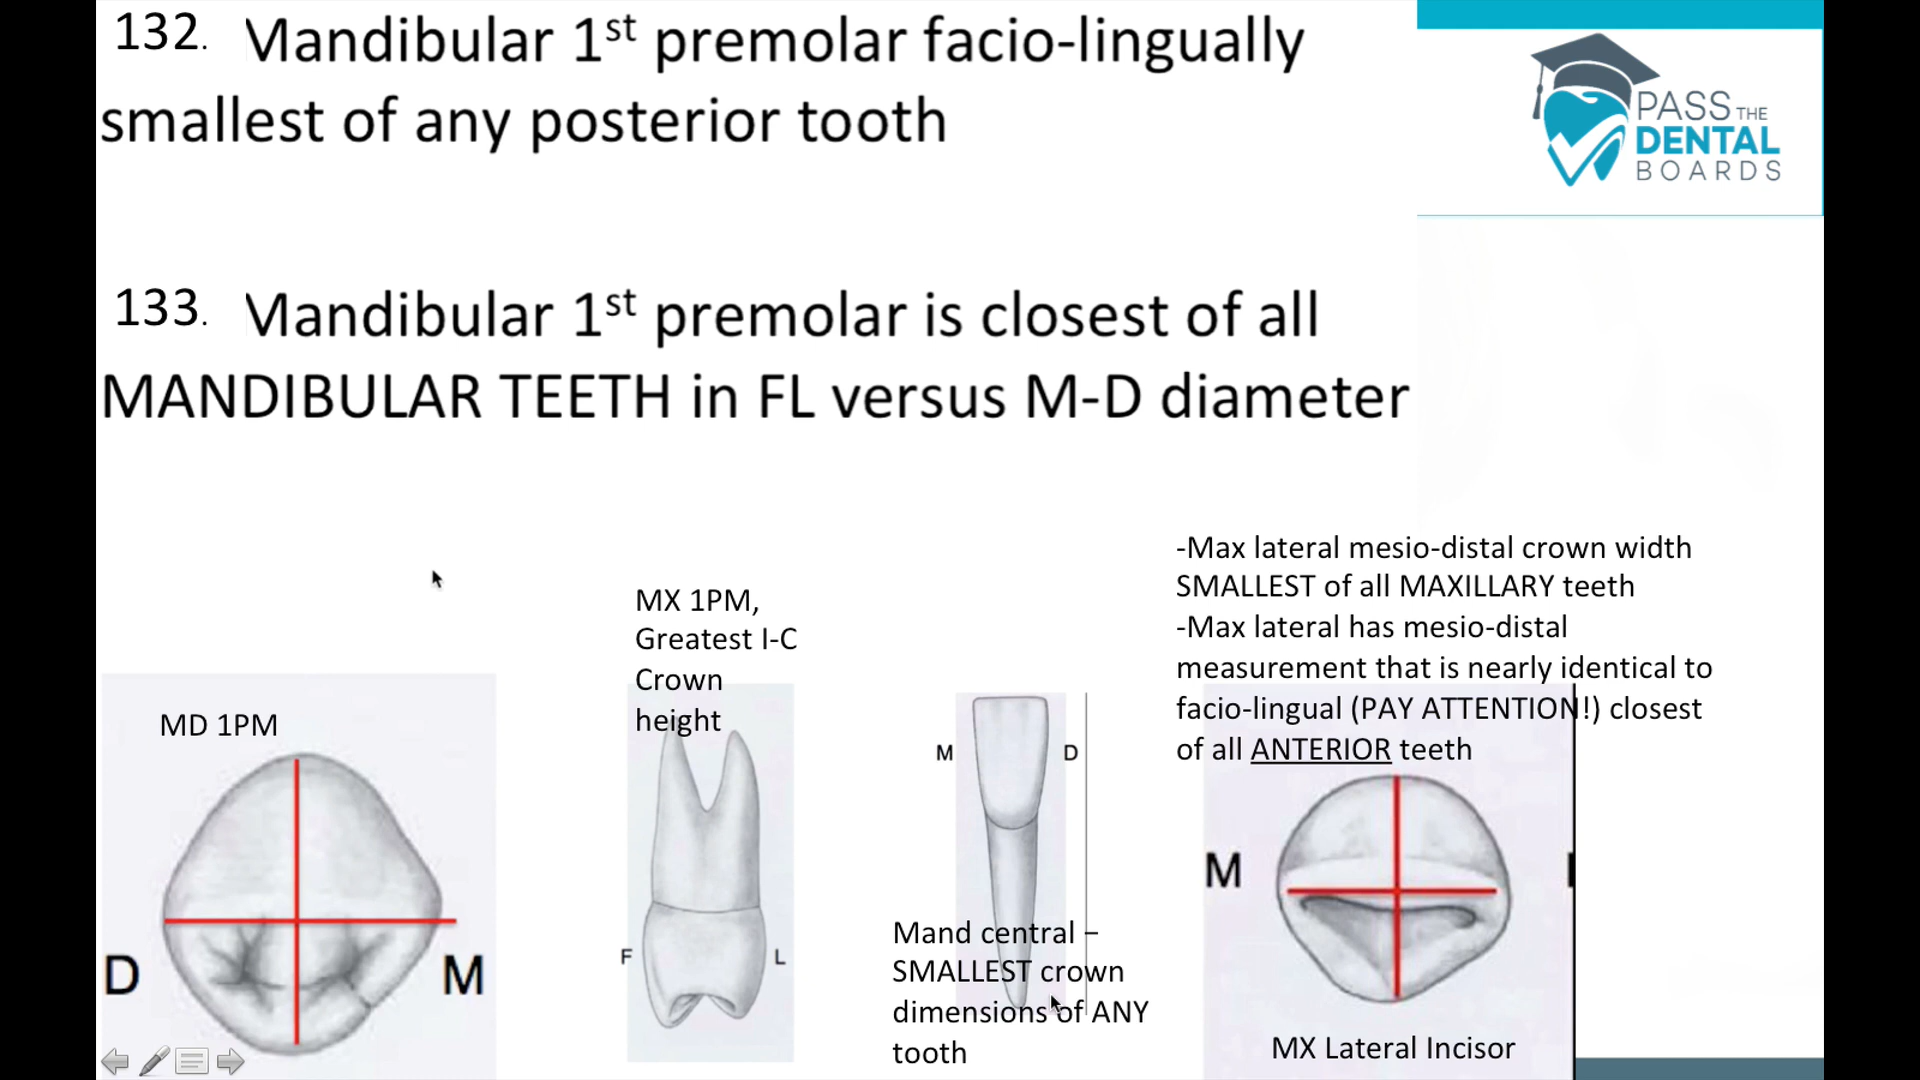 132. Mandibular 1st premolar facio-lingually
smallest of any posterior tooth
PASS THE
DENTAL
BOARDS
133. Mandibular 1st premolar is closest of all
MANDIBULAR TEETH in FL versus M-D diameter
MD 1PM
D
M
MX 1PM,
Greatest I-C
Crown
height
F
L
M
D
Mand central –
SMALLEST crown
dimensions of ANY
tooth
-Max lateral mesio-distal crown width
SMALLEST of all MAXILLARY teeth
-Max lateral has mesio-distal
measurement that is nearly identical to
facio-lingual (PAY ATTENTION!) closest
of all ANTERIOR teeth
M
MX Lateral Incisor